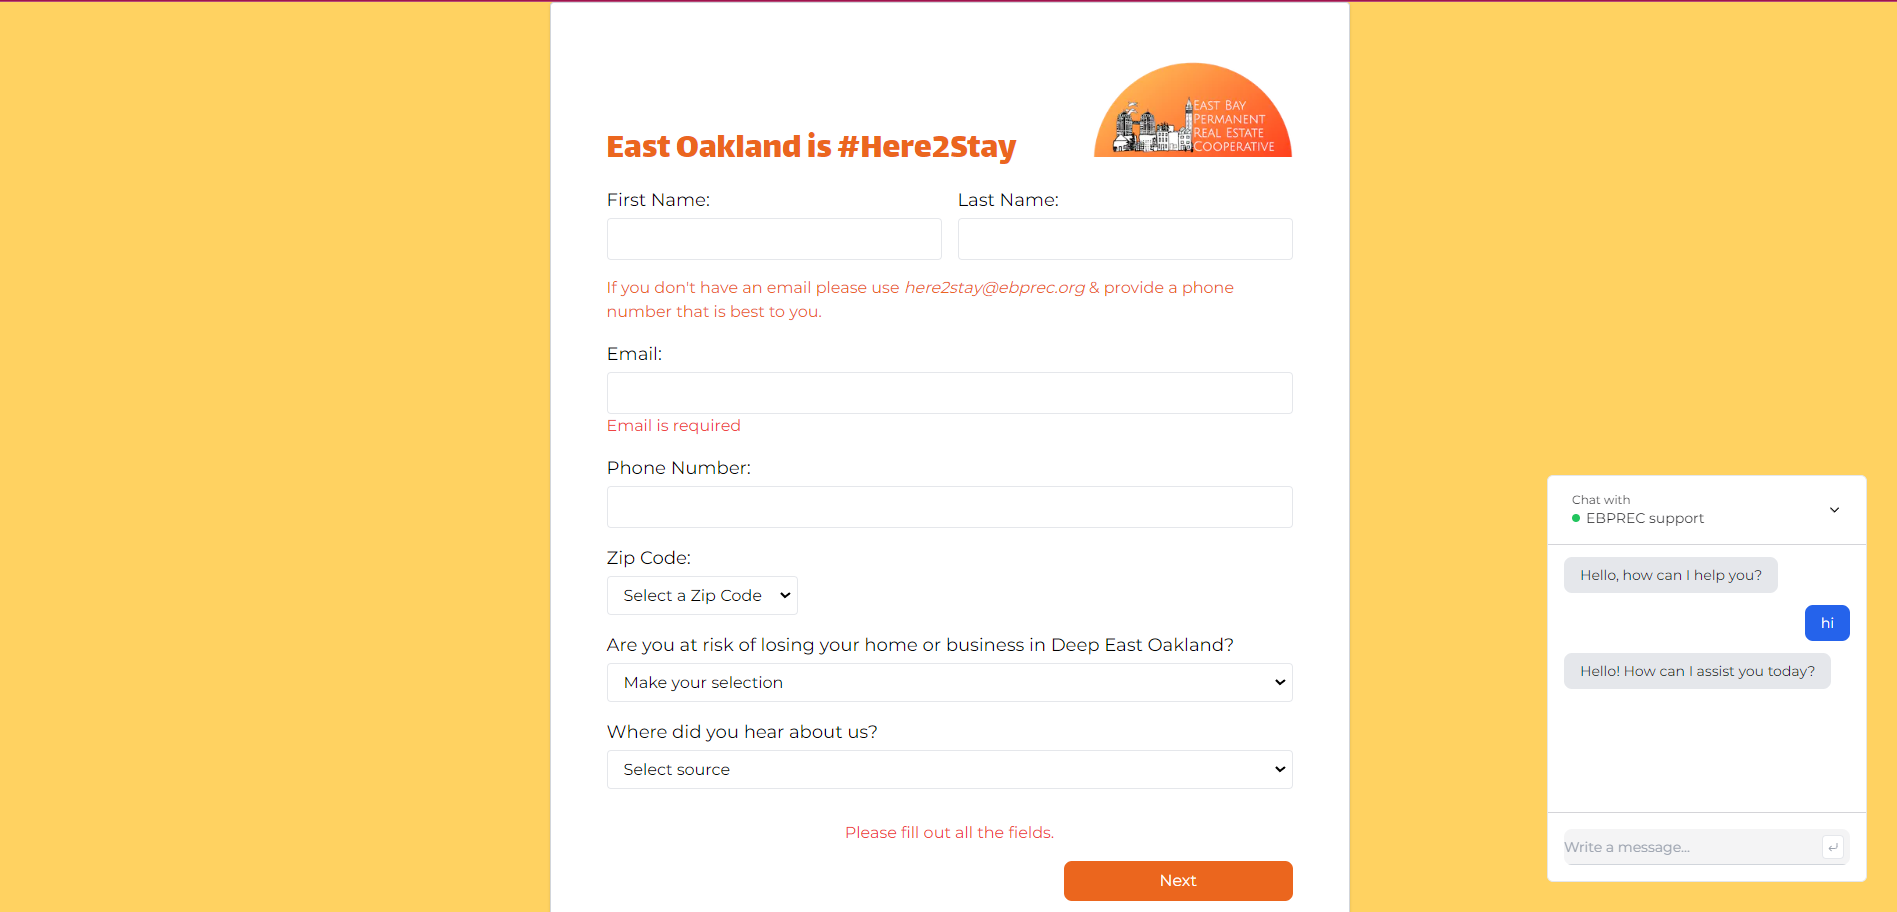 East Bay
Permanent
Real Estate
Cooperative
East Oakland is #Here2Stay
First Name:
Last Name:
If you don't have an email please use here2stay@ebprec.org & provide a phone
number that is best to you.
Email:
Email is required
Phone Number:
Zip Code:
Select a Zip Code
Are you at risk of losing your home or business in Deep East Oakland?
Make your selection
Where did you hear about us?
Select source
Please fill out all the fields.
Next
Chat with
EBPREC support
Hello, how can I help you?
hi
Hello! How can I assist you today?
Write a message...